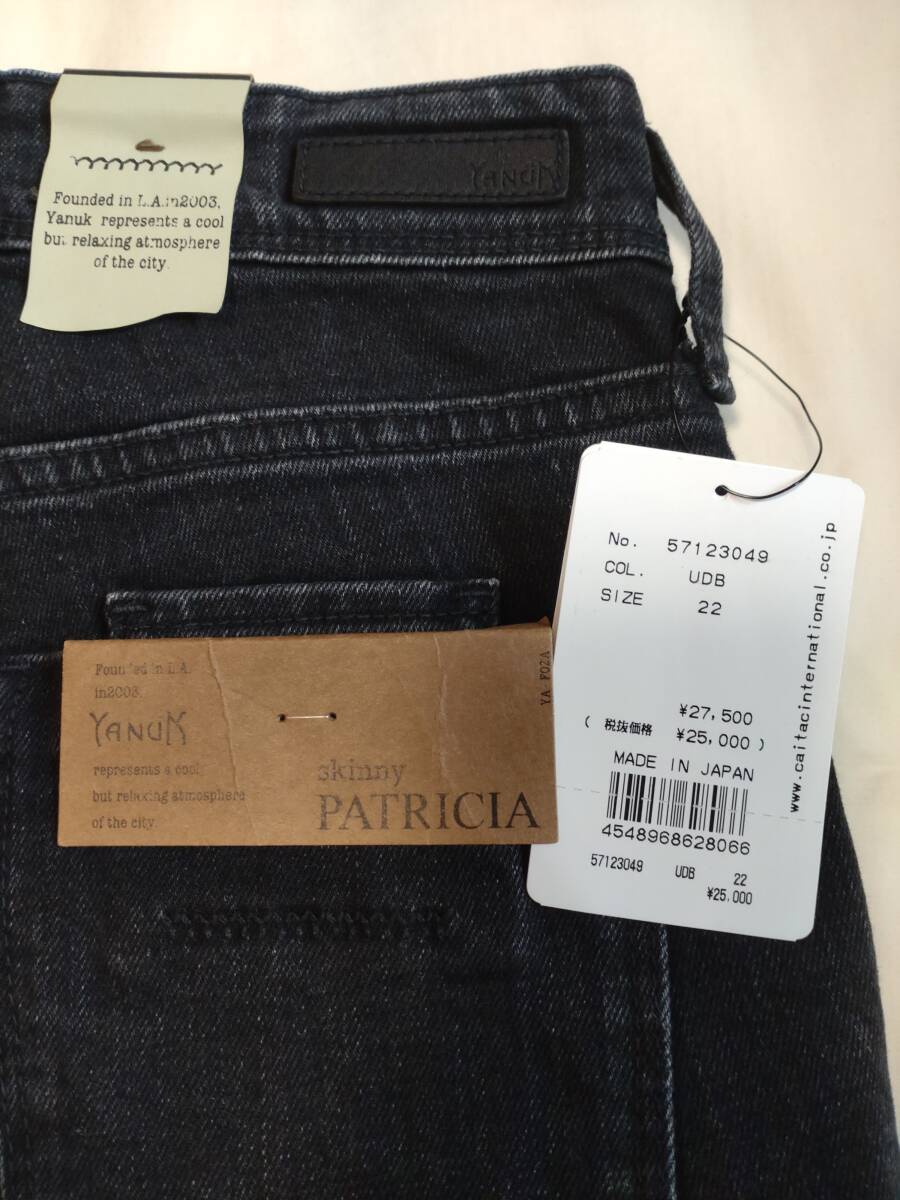 Founded in L.A.in2003,
Yanuk represents a cool
but relaxing atmosphere
of the city.
YANUK
No. 57123049
COL. UDB
SIZE 22
¥27,500
( 税抜価格 ¥25,000 )
MADE IN JAPAN
4548968628066
57123049 UDB 22
¥25,000
www.caitacinternational.co.jp
Founded in L.A.
in2003.
YANUK
represents a cool
but relaxing atmosphere
of the city.
skinny
PATRICIA
YA-F02A